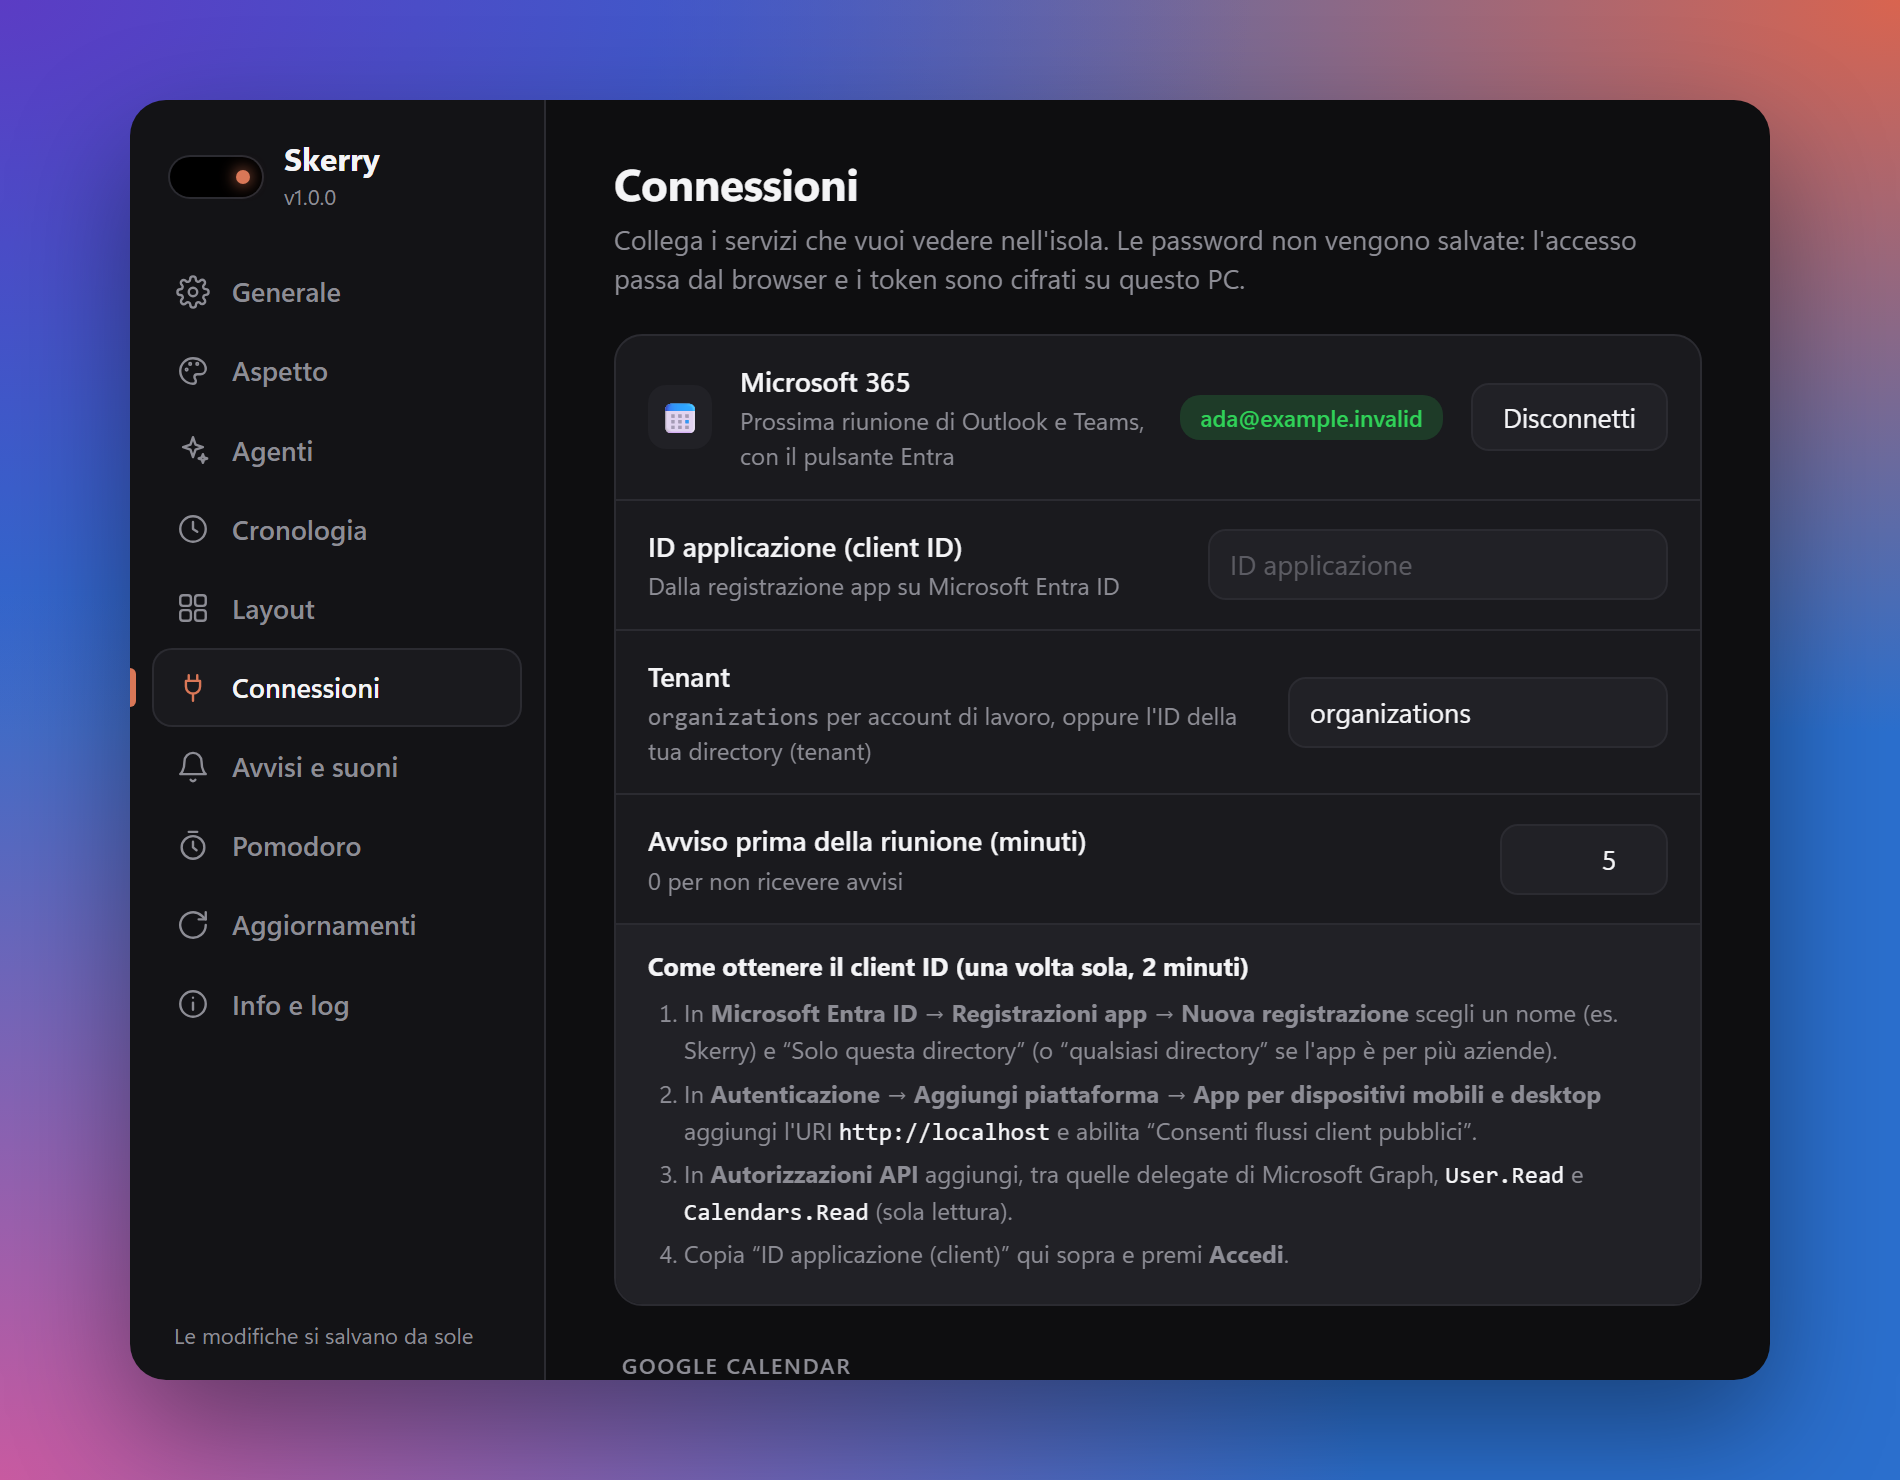 Skerry
v1.0.0
Generale
Aspetto
Agenti
Cronologia
Layout
Connessioni
Avvisi e suoni
Pomodoro
Aggiornamenti
Info e log
Le modifiche si salvano da sole
Connessioni
Collega i servizi che vuoi vedere nell'isola. Le password non vengono salvate: l'accesso
passa dal browser e i token sono cifrati su questo PC.
Microsoft 365
Prossima riunione di Outlook e Teams,
con il pulsante Entra
ada@example.invalid
Disconnetti
ID applicazione (client ID)
Dalla registrazione app su Microsoft Entra ID
ID applicazione
Tenant
organizations per account di lavoro, oppure l'ID della
tua directory (tenant)
organizations
Avviso prima della riunione (minuti)
0 per non ricevere avvisi
5
Come ottenere il client ID (una volta sola, 2 minuti)
1. In Microsoft Entra ID → Registrazioni app → Nuova registrazione scegli un nome (es.
Skerry) e “Solo questa directory” (o “qualsiasi directory” se l'app è per più aziende).
2. In Autenticazione → Aggiungi piattaforma → App per dispositivi mobili e desktop
aggiungi l'URI http://localhost e abilita “Consenti flussi client pubblici”.
3. In Autorizzazioni API aggiungi, tra quelle delegate di Microsoft Graph, User.Read e
Calendars.Read (sola lettura).
4. Copia “ID applicazione (client)” qui sopra e premi Accedi.
GOOGLE CALENDAR